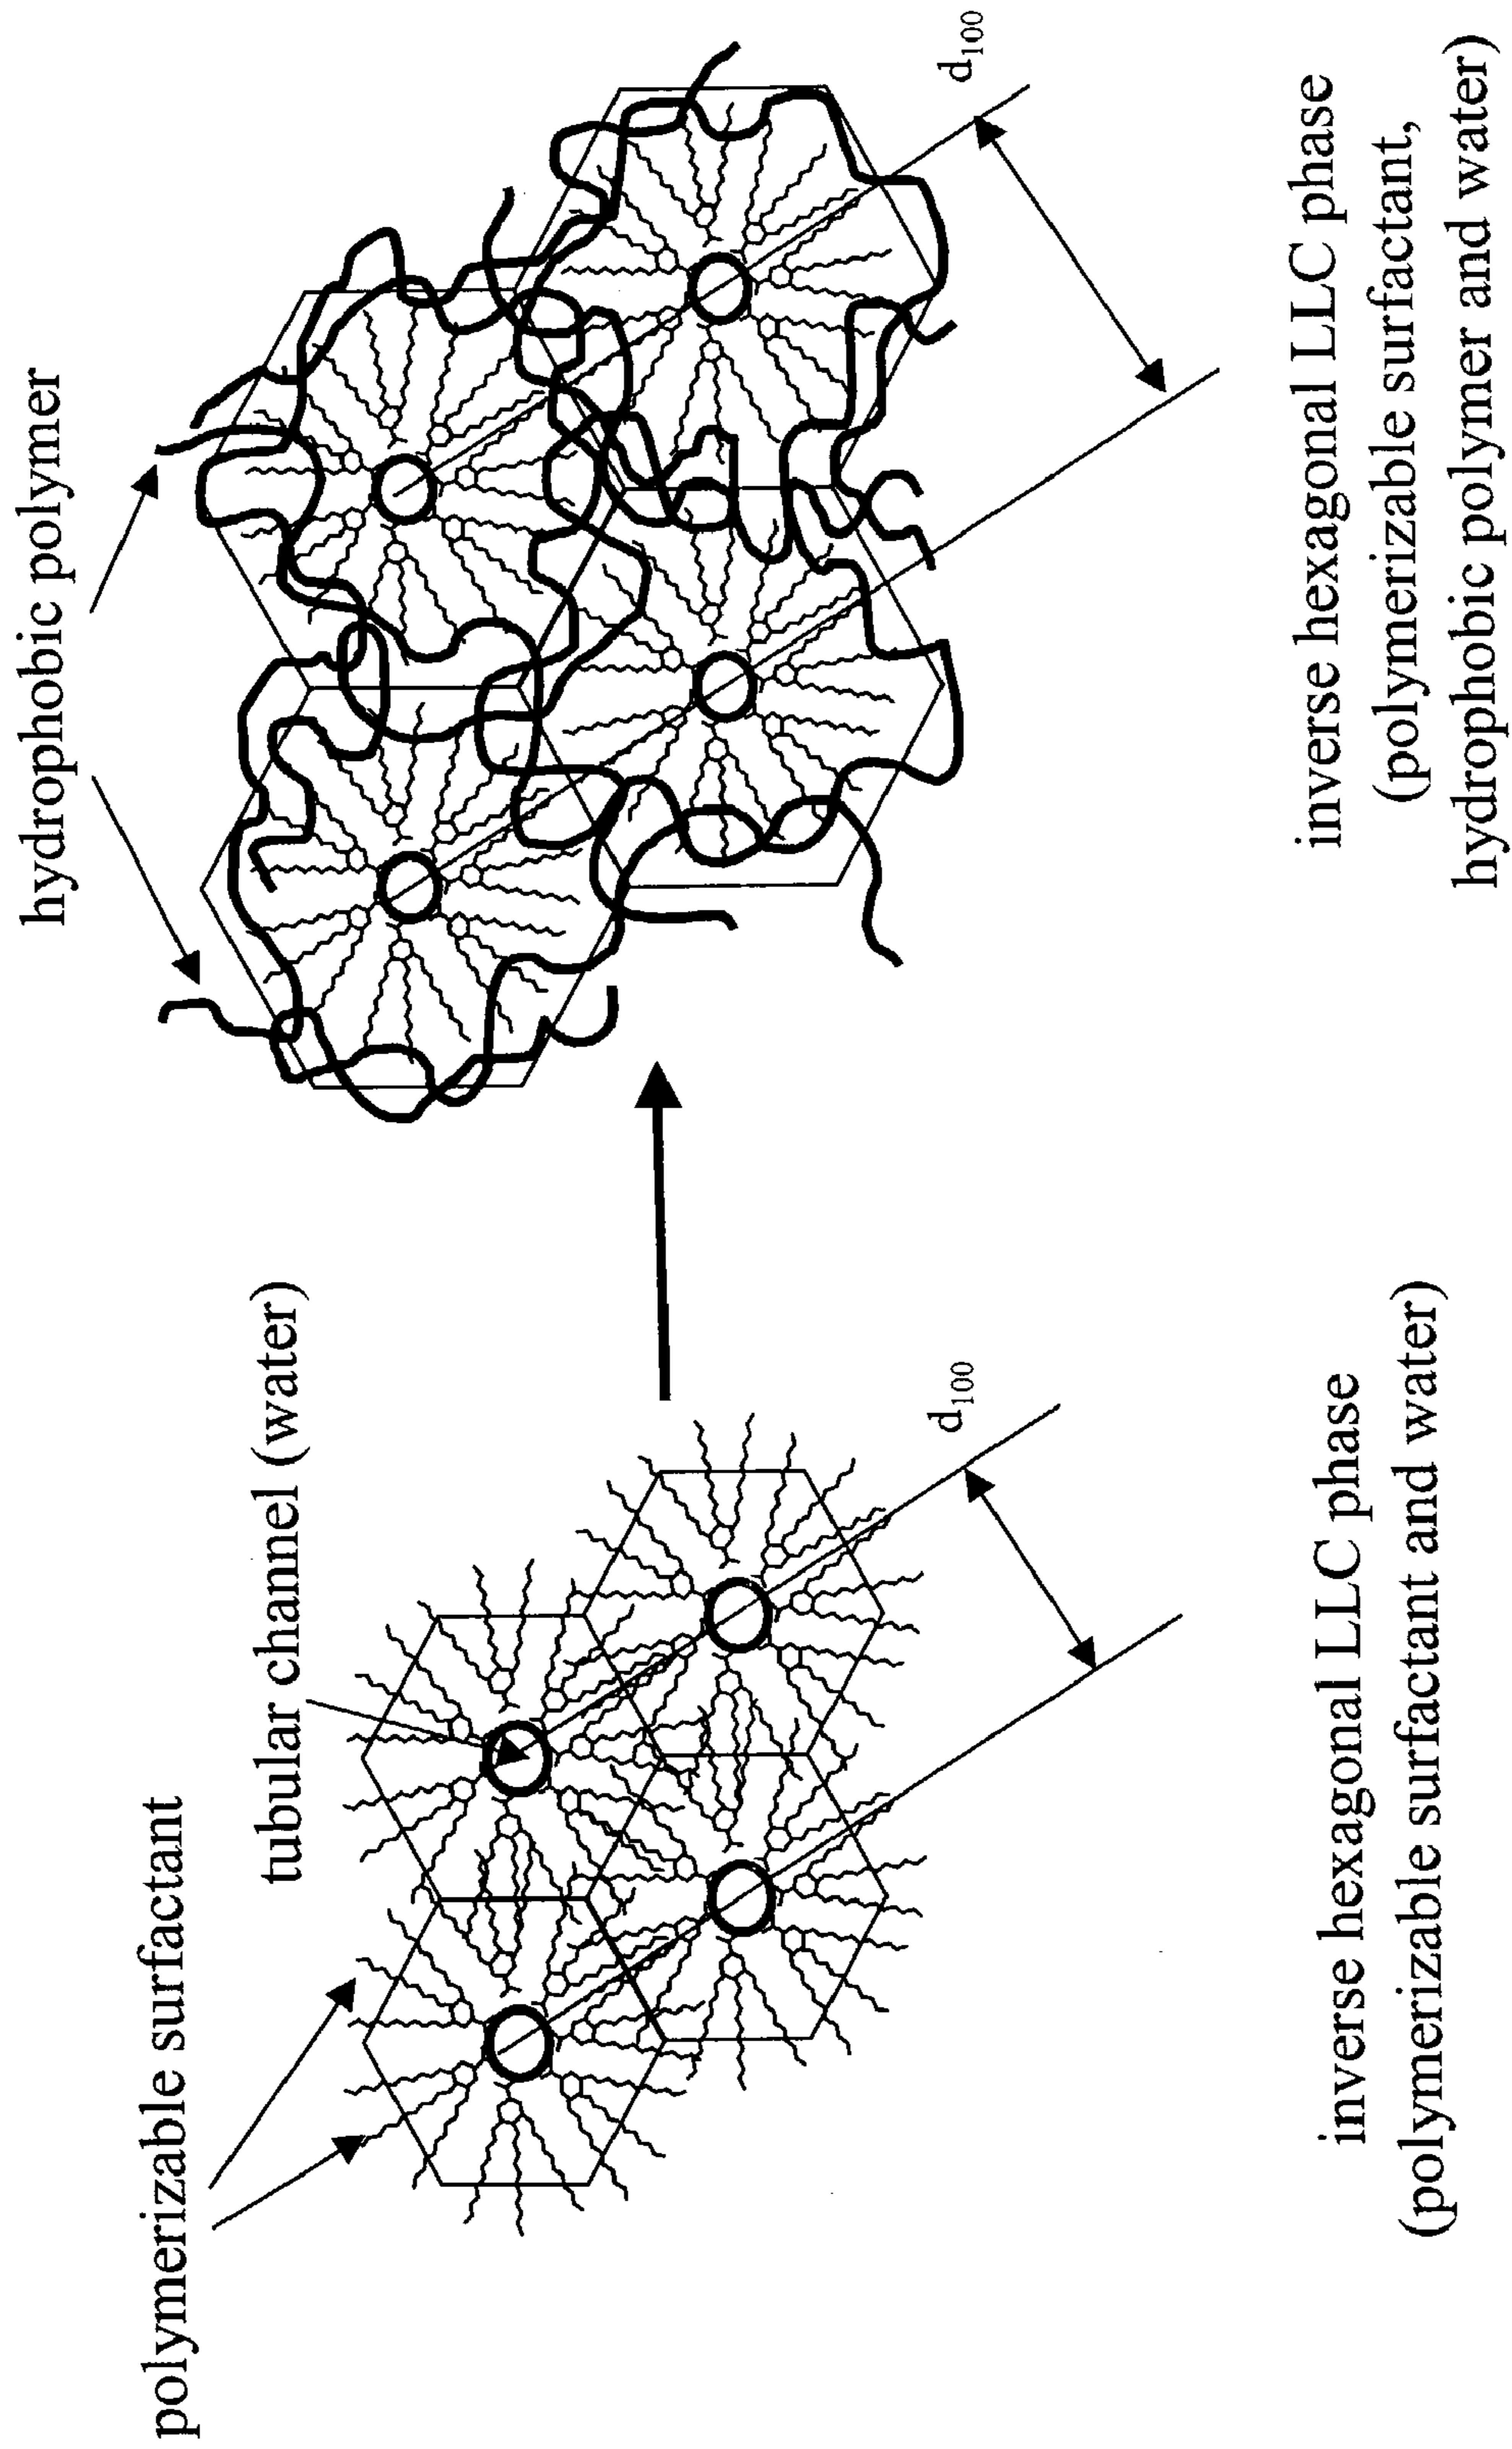 polymerizable surfactant
tubular channel (water)
d100
inverse hexagonal LLC phase
(polymerizable surfactant and water)
hydrophobic polymer
d100
inverse hexagonal LLC phase
(polymerizable surfactant,
hydrophobic polymer and water)